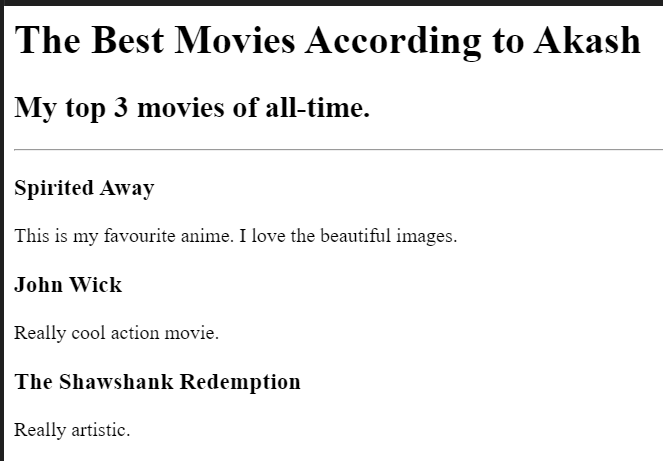 The Best Movies According to Akash
My top 3 movies of all-time.
Spirited Away
This is my favourite anime. I love the beautiful images.
John Wick
Really cool action movie.
The Shawshank Redemption
Really artistic.